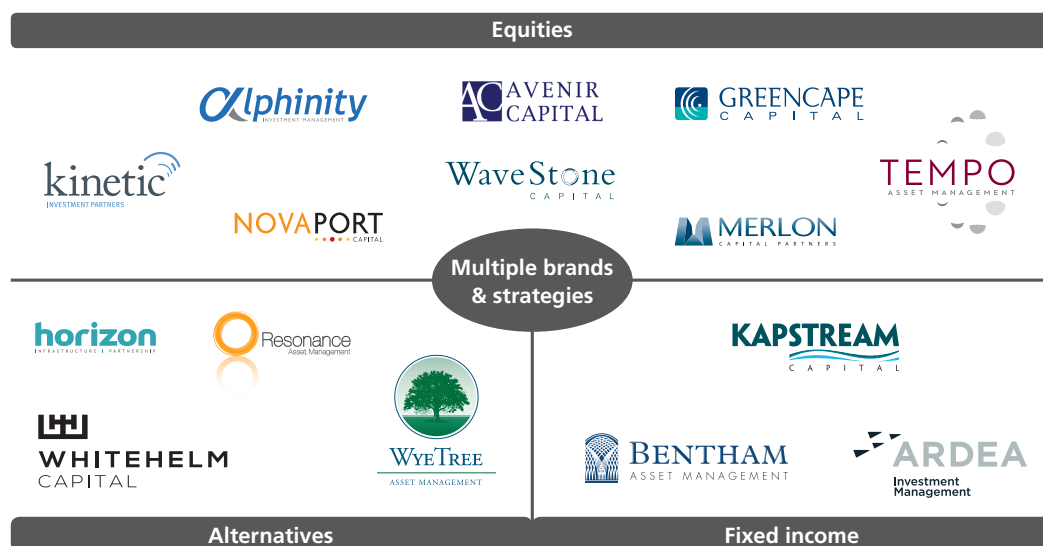 Equities
αlphinity
INVESTMENT MANAGEMENT
AC AVENIR
CAPITAL
GREENCAPE
CAPITAL
kinetic
INVESTMENT PARTNERS
WaveStone
CAPITAL
TEMPO
ASSET MANAGEMENT
NOVAPORT
CAPITAL
MERLON
CAPITAL PARTNERS
Multiple brands
& strategies
horizon
INFRASTRUCTURE | PARTNERSHIP
Resonance
Asset Management
KAPSTREAM
CAPITAL
WHITEHELM
CAPITAL
WYETREE
ASSET MANAGEMENT
BENTHAM
ASSET MANAGEMENT
ARDEA
Investment
Management
Alternatives
Fixed income